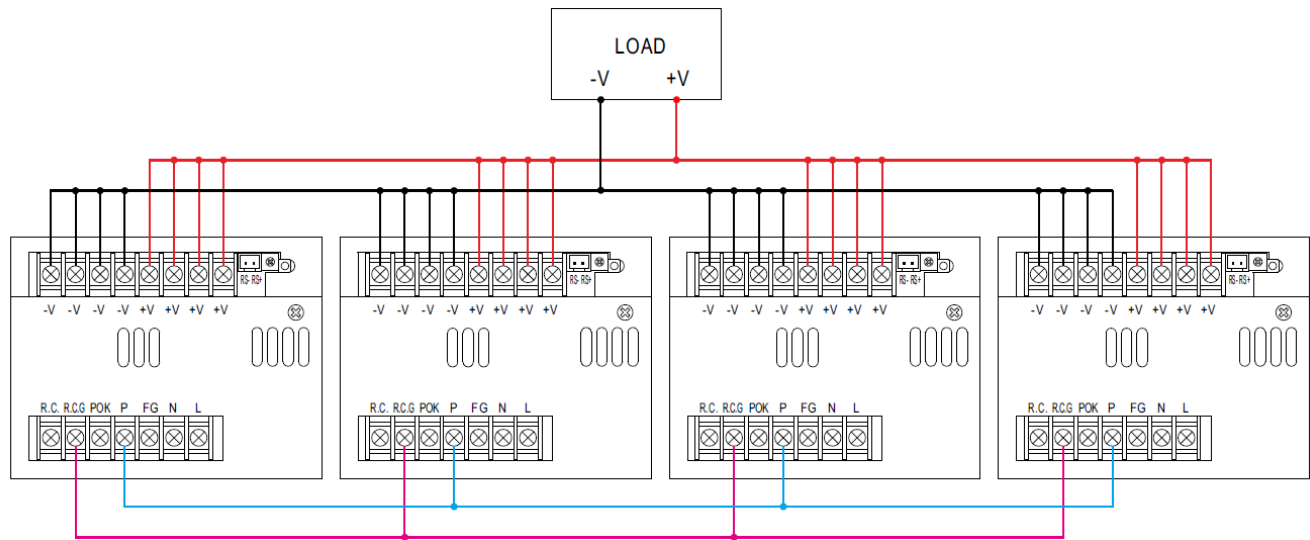 LOAD
-V +V
RS- RS+ RS- RS+ RS- RS+ RS- RS+
-V -V -V -V +V +V +V +V -V -V -V -V +V +V +V +V -V -V -V -V +V +V +V +V -V -V -V -V +V +V +V +V
R.C. R.C.G POK P FG N L R.C. R.C.G POK P FG N L R.C. R.C.G POK P FG N L R.C. R.C.G POK P FG N L